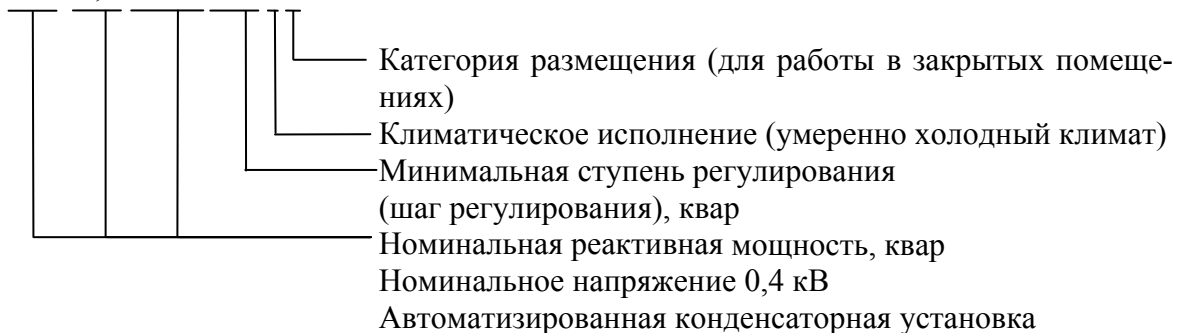 Категория размещения (для работы в закрытых помеще-
ниях)
Климатическое исполнение (умеренно холодный климат)
Минимальная ступень регулирования
(шаг регулирования), квар
Номинальная реактивная мощность, квар
Номинальное напряжение 0,4 кВ
Автоматизированная конденсаторная установка